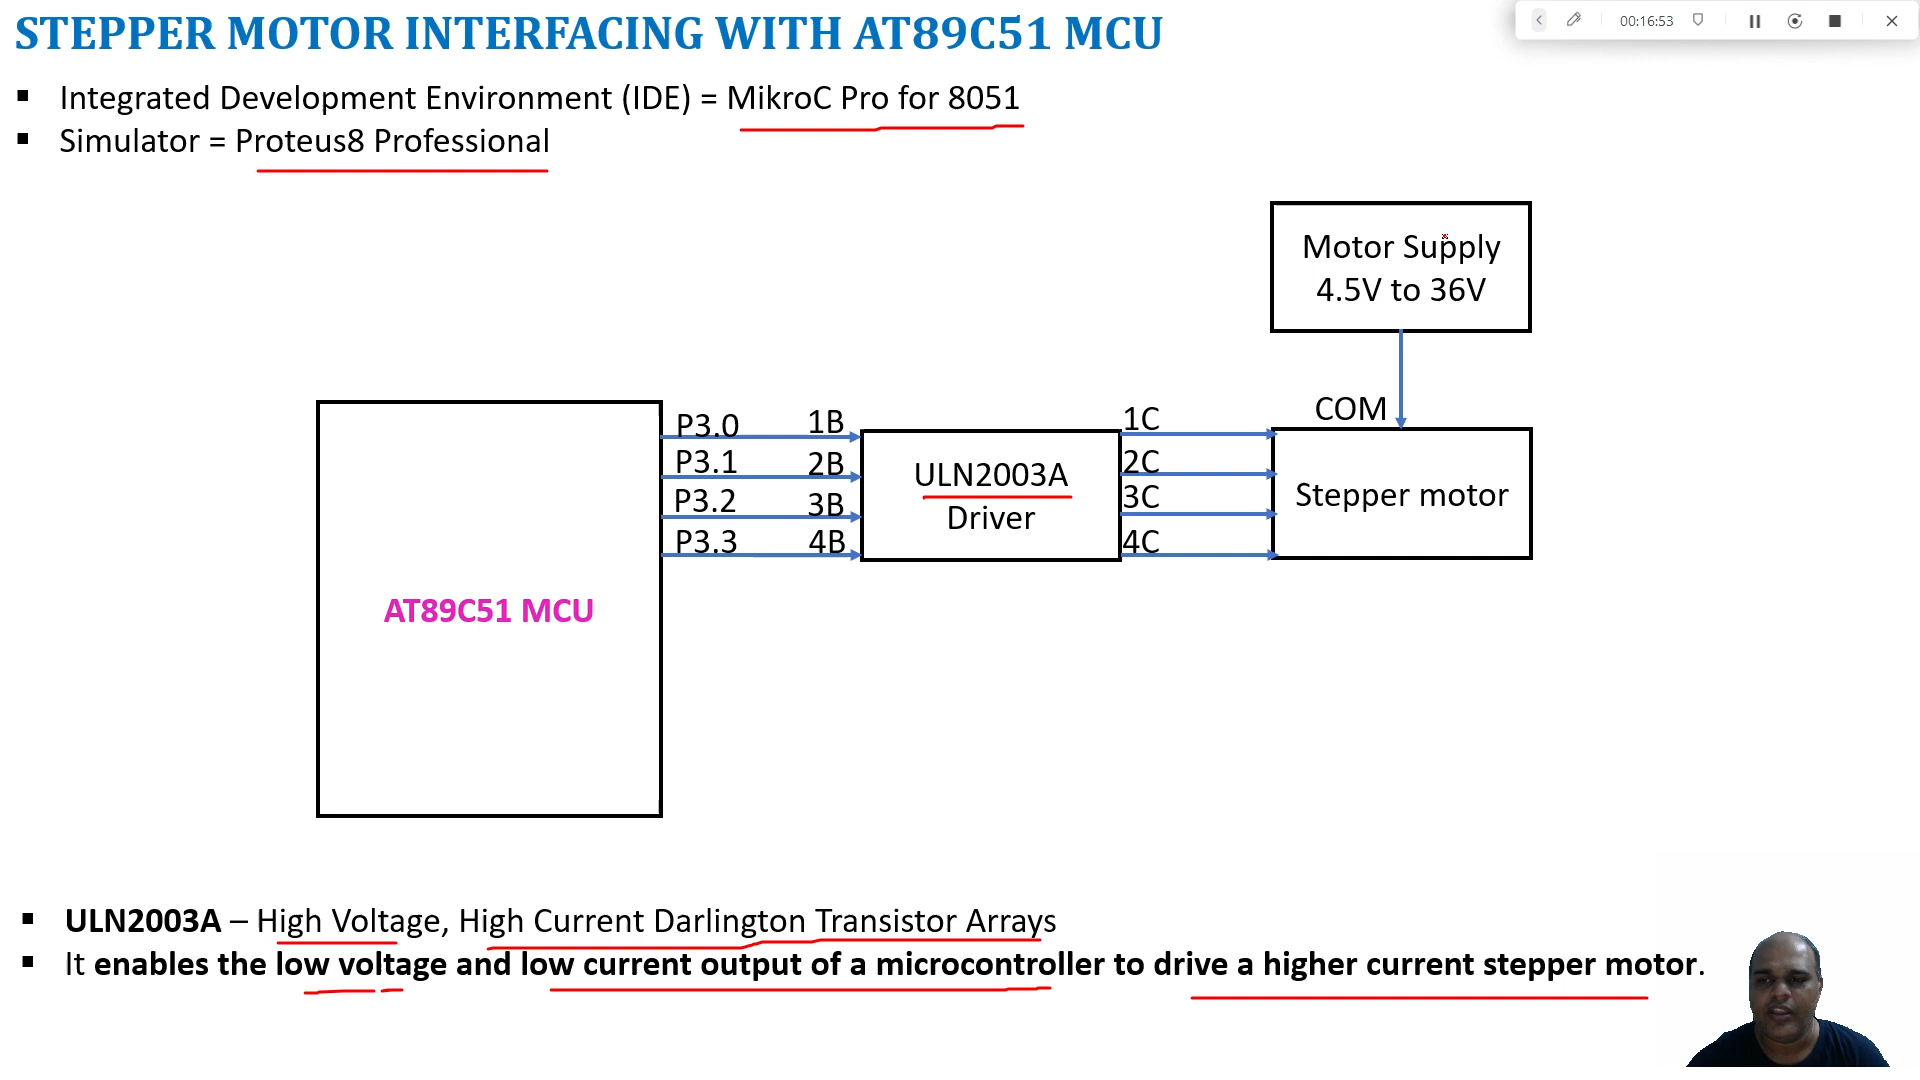 STEPPER MOTOR INTERFACING WITH AT89C51 MCU
00:16:53
▪ Integrated Development Environment (IDE) = MikroC Pro for 8051
▪ Simulator = Proteus8 Professional
Motor Supply
4.5V to 36V
COM
P3.0 1B
P3.1 2B
P3.2 3B
P3.3 4B
ULN2003A
Driver
1C
2C
3C
4C
Stepper motor
AT89C51 MCU
▪ ULN2003A – High Voltage, High Current Darlington Transistor Arrays
▪ It enables the low voltage and low current output of a microcontroller to drive a higher current stepper motor.